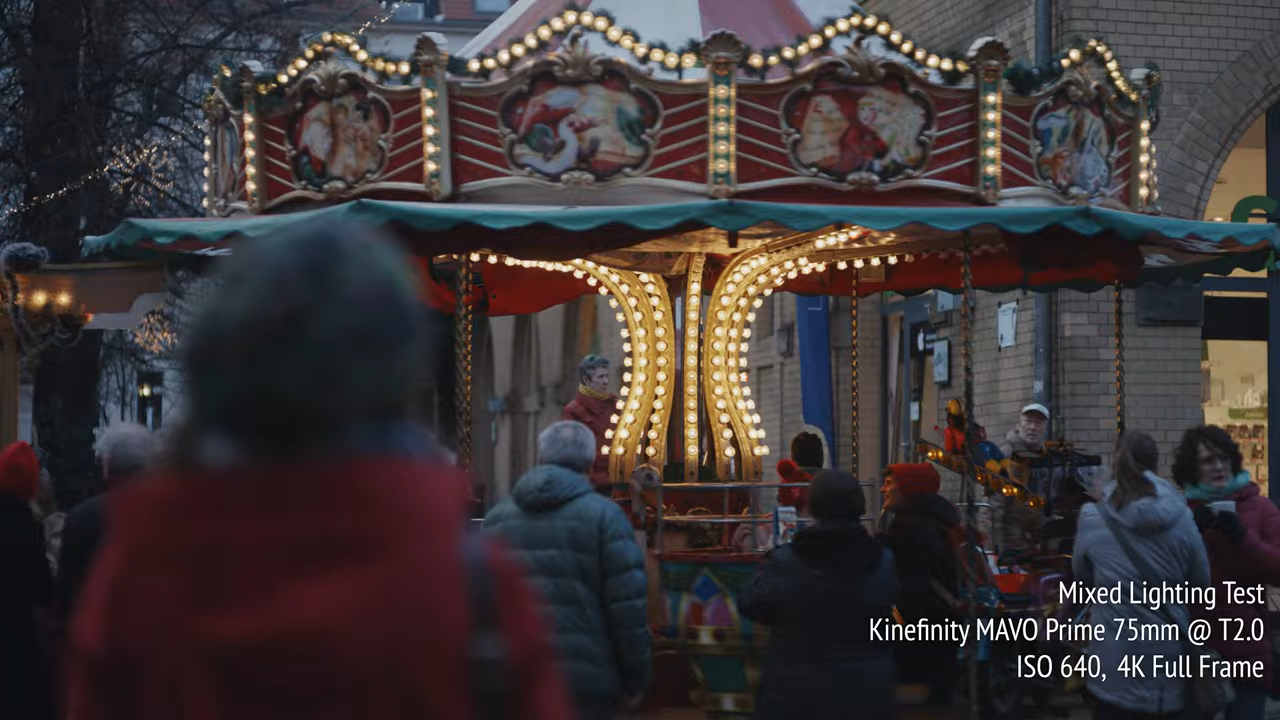 Mixed Lighting Test
Kinefinity MAVO Prime 75mm @ T2.0
ISO 640, 4K Full Frame